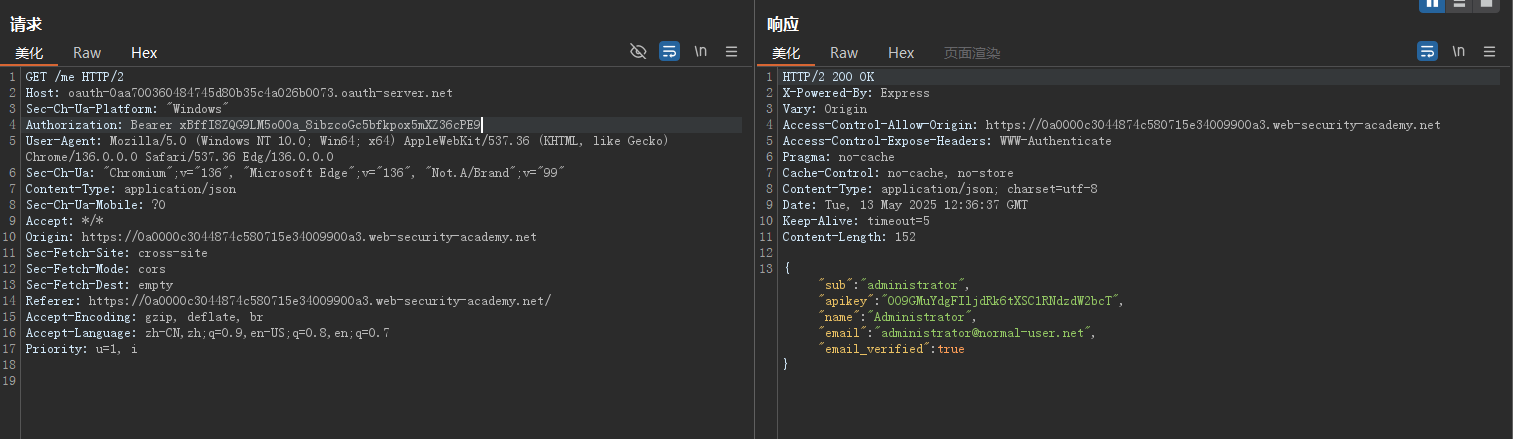 请求
美化 Raw Hex
\n
1 GET /me HTTP/2
2 Host: oauth-0aa700360484745d80b35c4a026b0073.oauth-server.net
3 Sec-Ch-Ua-Platform: "Windows"
4 Authorization: Bearer xBffI8ZQG9LM5oO0a_8ibzcoGc5bfkpox5mXZ36cPE9
5 User-Agent: Mozilla/5.0 (Windows NT 10.0; Win64; x64) AppleWebKit/537.36 (KHTML, like Gecko)
Chrome/136.0.0.0 Safari/537.36 Edg/136.0.0.0
6 Sec-Ch-Ua: "Chromium";v="136", "Microsoft Edge";v="136", "Not.A/Brand";v="99"
7 Content-Type: application/json
8 Sec-Ch-Ua-Mobile: ?0
9 Accept: */*
10 Origin: https://0a0000c3044874c580715e34009900a3.web-security-academy.net
11 Sec-Fetch-Site: cross-site
12 Sec-Fetch-Mode: cors
13 Sec-Fetch-Dest: empty
14 Referer: https://0a0000c3044874c580715e34009900a3.web-security-academy.net/
15 Accept-Encoding: gzip, deflate, br
16 Accept-Language: zh-CN,zh;q=0.9,en-US;q=0.8,en;q=0.7
17 Priority: u=1, i
18
19
响应
美化 Raw Hex 页面渲染
\n
1 HTTP/2 200 OK
2 X-Powered-By: Express
3 Vary: Origin
4 Access-Control-Allow-Origin: https://0a0000c3044874c580715e34009900a3.web-security-academy.net
5 Access-Control-Expose-Headers: WWW-Authenticate
6 Pragma: no-cache
7 Cache-Control: no-cache, no-store
8 Content-Type: application/json; charset=utf-8
9 Date: Tue, 13 May 2025 12:36:37 GMT
10 Keep-Alive: timeout=5
11 Content-Length: 152
12
13 {
"sub":"administrator",
"apikey":"OO9GMuYdgFIljdRk6tXSC1RNdzdW2bcT",
"name":"Administrator",
"email":"administrator@normal-user.net",
"email_verified":true
}